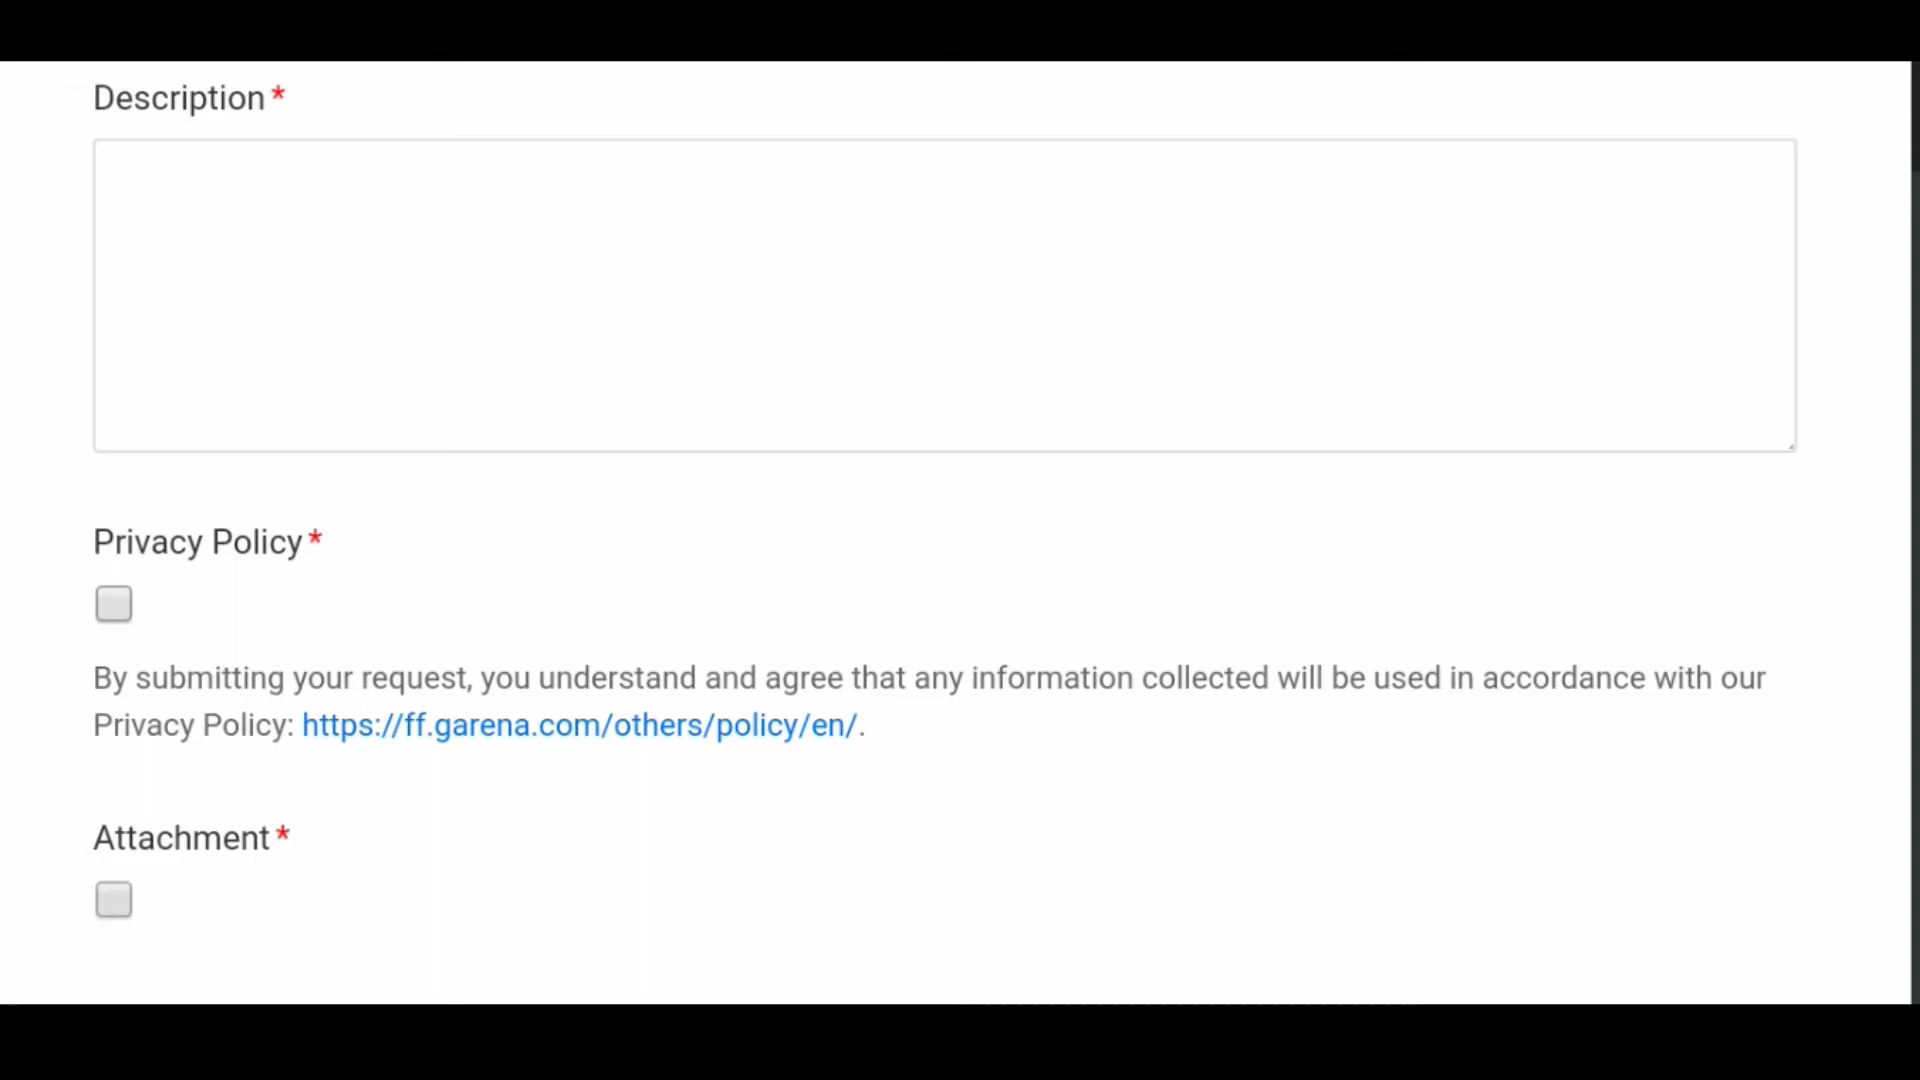 Description *
Privacy Policy *
By submitting your request, you understand and agree that any information collected will be used in accordance with our
Privacy Policy: https://ff.garena.com/others/policy/en/.
Attachment *